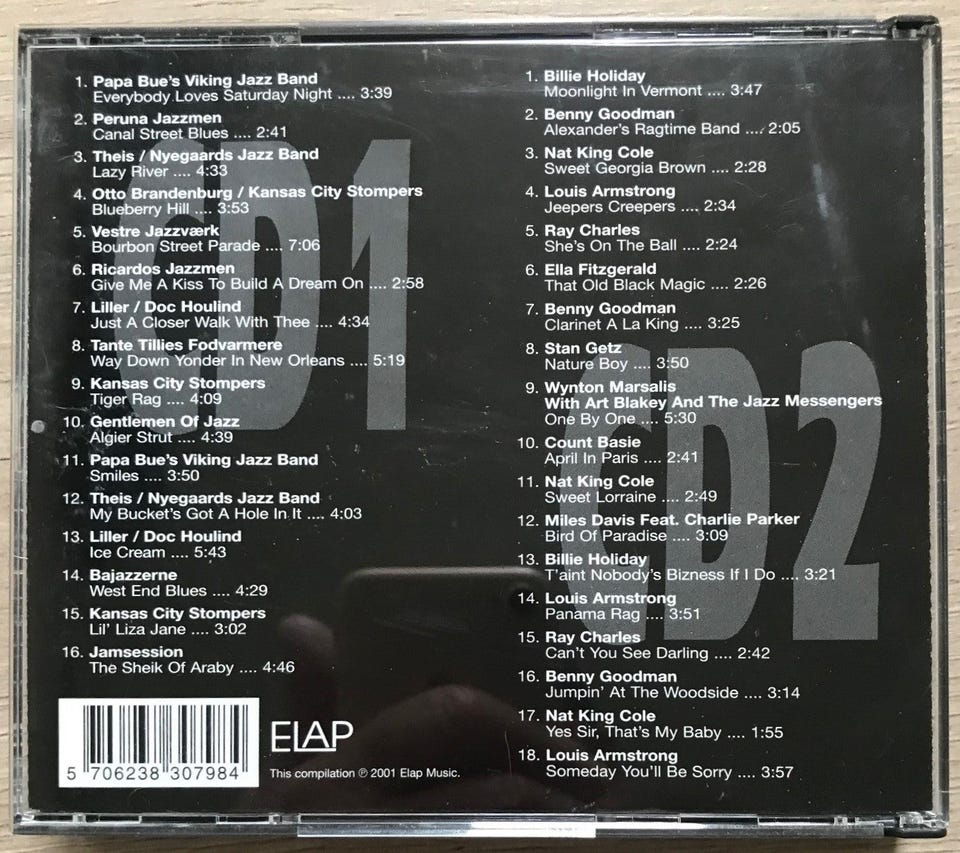 1. Papa Bue's Viking Jazz Band
Everybody Loves Saturday Night .... 3:39
2. Peruna Jazzmen
Canal Street Blues .... 2:41
3. Theis / Nyegaards Jazz Band
Lazy River .... 4:33
4. Otto Brandenburg / Kansas City Stompers
Blueberry Hill .... 3:53
5. Vestre Jazzværk
Bourbon Street Parade .... 7:06
6. Ricardos Jazzmen
Give Me A Kiss To Build A Dream On .... 2:58
7. Liller / Doc Houlind
Just A Closer Walk With Thee .... 4:34
8. Tante Tillies Fodvarmere
Way Down Yonder In New Orleans .... 5:19
9. Kansas City Stompers
Tiger Rag .... 4:09
10. Gentlemen Of Jazz
Algier Strut .... 4:39
11. Papa Bue's Viking Jazz Band
Smiles .... 3:50
12. Theis / Nyegaards Jazz Band
My Bucket's Got A Hole In It .... 4:03
13. Liller / Doc Houlind
Ice Cream .... 5:43
14. Bajazzerne
West End Blues .... 4:29
15. Kansas City Stompers
Lil' Liza Jane .... 3:02
16. Jamsession
The Sheik Of Araby .... 4:46
CD1
1. Billie Holiday
Moonlight In Vermont .... 3:47
2. Benny Goodman
Alexander's Ragtime Band .... 2:05
3. Nat King Cole
Sweet Georgia Brown .... 2:28
4. Louis Armstrong
Jeepers Creepers .... 2:34
5. Ray Charles
She's On The Ball .... 2:24
6. Ella Fitzgerald
That Old Black Magic .... 2:26
7. Benny Goodman
Clarinet A La King .... 3:25
8. Stan Getz
Nature Boy .... 3:50
9. Wynton Marsalis
With Art Blakey And The Jazz Messengers
One By One .... 5:30
10. Count Basie
April In Paris .... 2:41
11. Nat King Cole
Sweet Lorraine .... 2:49
12. Miles Davis Feat. Charlie Parker
Bird Of Paradise .... 3:09
13. Billie Holiday
T'aint Nobody's Bizness If I Do .... 3:21
14. Louis Armstrong
Panama Rag .... 3:51
15. Ray Charles
Can't You See Darling .... 2:42
16. Benny Goodman
Jumpin' At The Woodside .... 3:14
17. Nat King Cole
Yes Sir, That's My Baby .... 1:55
18. Louis Armstrong
Someday You'll Be Sorry .... 3:57
CD2
5 706238 307984
ELAP
This compilation ℗ 2001 Elap Music.